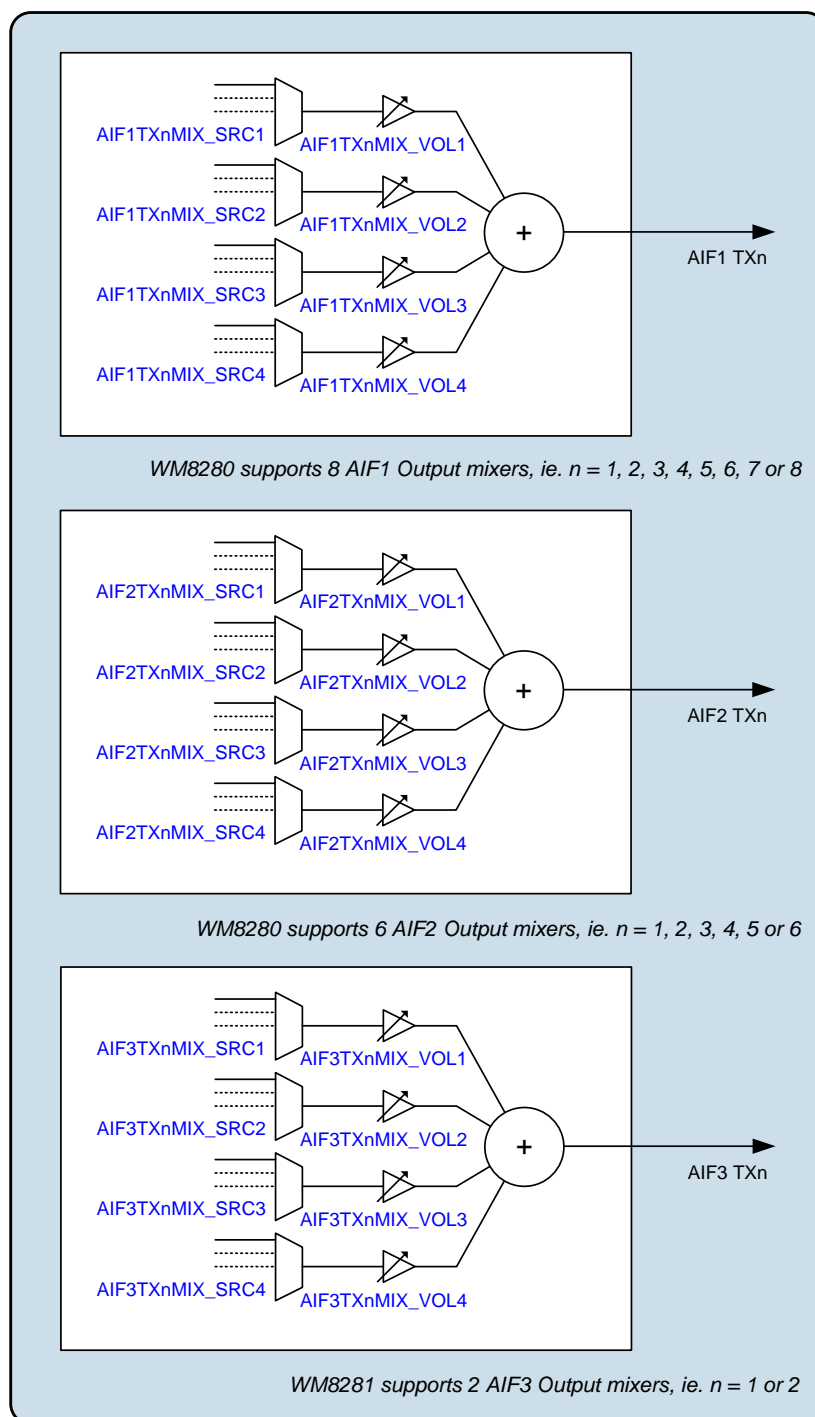 AIF1TXnMIX_SRC1
AIF1TXnMIX_VOL1
AIF1TXnMIX_SRC2
AIF1TXnMIX_VOL2
+
AIF1 TXn
AIF1TXnMIX_SRC3
AIF1TXnMIX_VOL3
AIF1TXnMIX_SRC4
AIF1TXnMIX_VOL4
WM8280 supports 8 AIF1 Output mixers, ie. n = 1, 2, 3, 4, 5, 6, 7 or 8
AIF2TXnMIX_SRC1
AIF2TXnMIX_VOL1
AIF2TXnMIX_SRC2
AIF2TXnMIX_VOL2
+
AIF2 TXn
AIF2TXnMIX_SRC3
AIF2TXnMIX_VOL3
AIF2TXnMIX_SRC4
AIF2TXnMIX_VOL4
WM8280 supports 6 AIF2 Output mixers, ie. n = 1, 2, 3, 4, 5 or 6
AIF3TXnMIX_SRC1
AIF3TXnMIX_VOL1
AIF3TXnMIX_SRC2
AIF3TXnMIX_VOL2
+
AIF3 TXn
AIF3TXnMIX_SRC3
AIF3TXnMIX_VOL3
AIF3TXnMIX_SRC4
AIF3TXnMIX_VOL4
WM8281 supports 2 AIF3 Output mixers, ie. n = 1 or 2